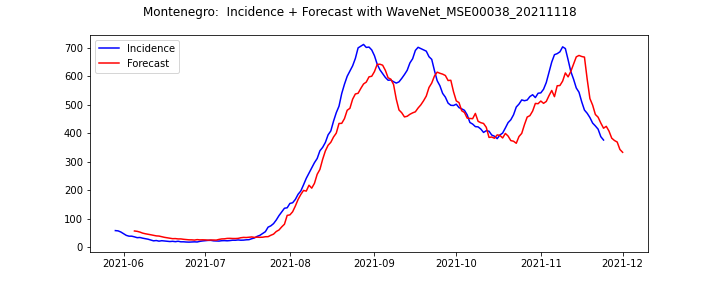 Montenegro:  Incidence + Forecast with WaveNet_MSE00038_20211118
Incidence
Forecast
700
600
500
400
300
200
100
0
2021-06 2021-07 2021-08 2021-09 2021-10 2021-11 2021-12